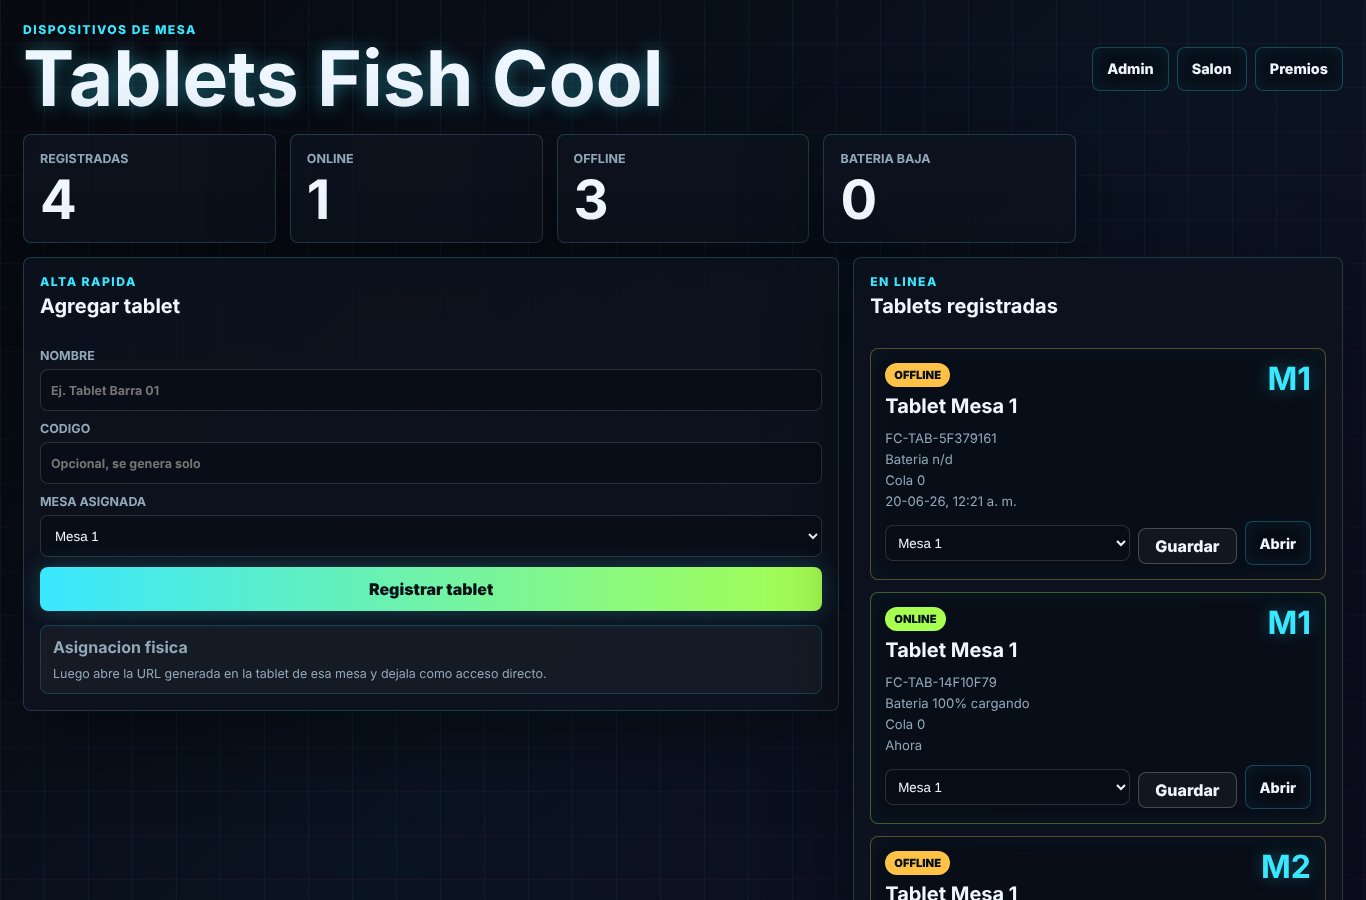 DISPOSITIVOS DE MESA
Tablets Fish Cool
Admin
Salon
Premios
REGISTRADAS
4
ONLINE
1
OFFLINE
3
BATERIA BAJA
0
ALTA RAPIDA
Agregar tablet
NOMBRE
Ej. Tablet Barra 01
CODIGO
Opcional, se genera solo
MESA ASIGNADA
Mesa 1
Registrar tablet
Asignacion fisica
Luego abre la URL generada en la tablet de esa mesa y dejala como acceso directo.
EN LINEA
Tablets registradas
OFFLINE
M1
Tablet Mesa 1
FC-TAB-5F379161
Bateria n/d
Cola 0
20-06-26, 12:21 a. m.
Mesa 1
Guardar
Abrir
ONLINE
M1
Tablet Mesa 1
FC-TAB-14F10F79
Bateria 100% cargando
Cola 0
Ahora
Mesa 1
Guardar
Abrir
OFFLINE
M2
Tablet Mesa 1